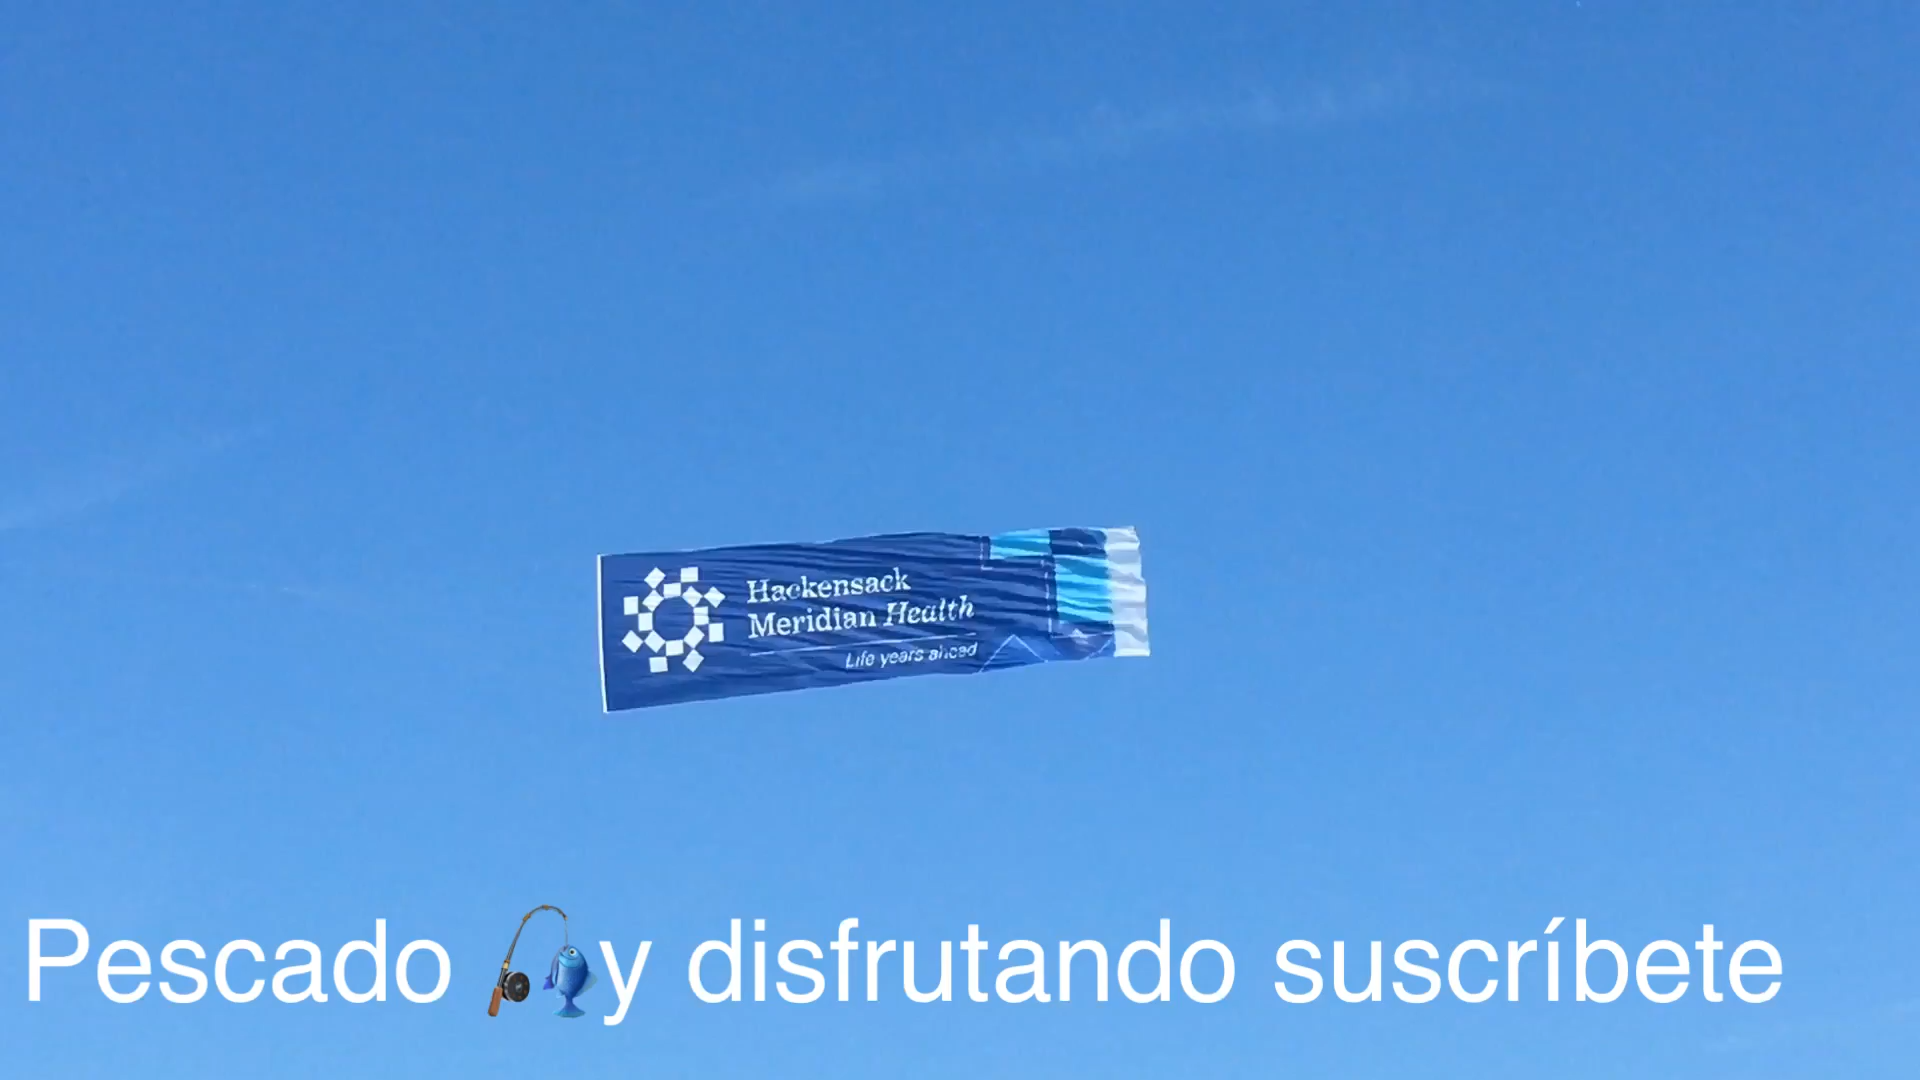 Hackensack
Meridian Health
Life years ahead
Pescado 🎣y disfrutando suscríbete